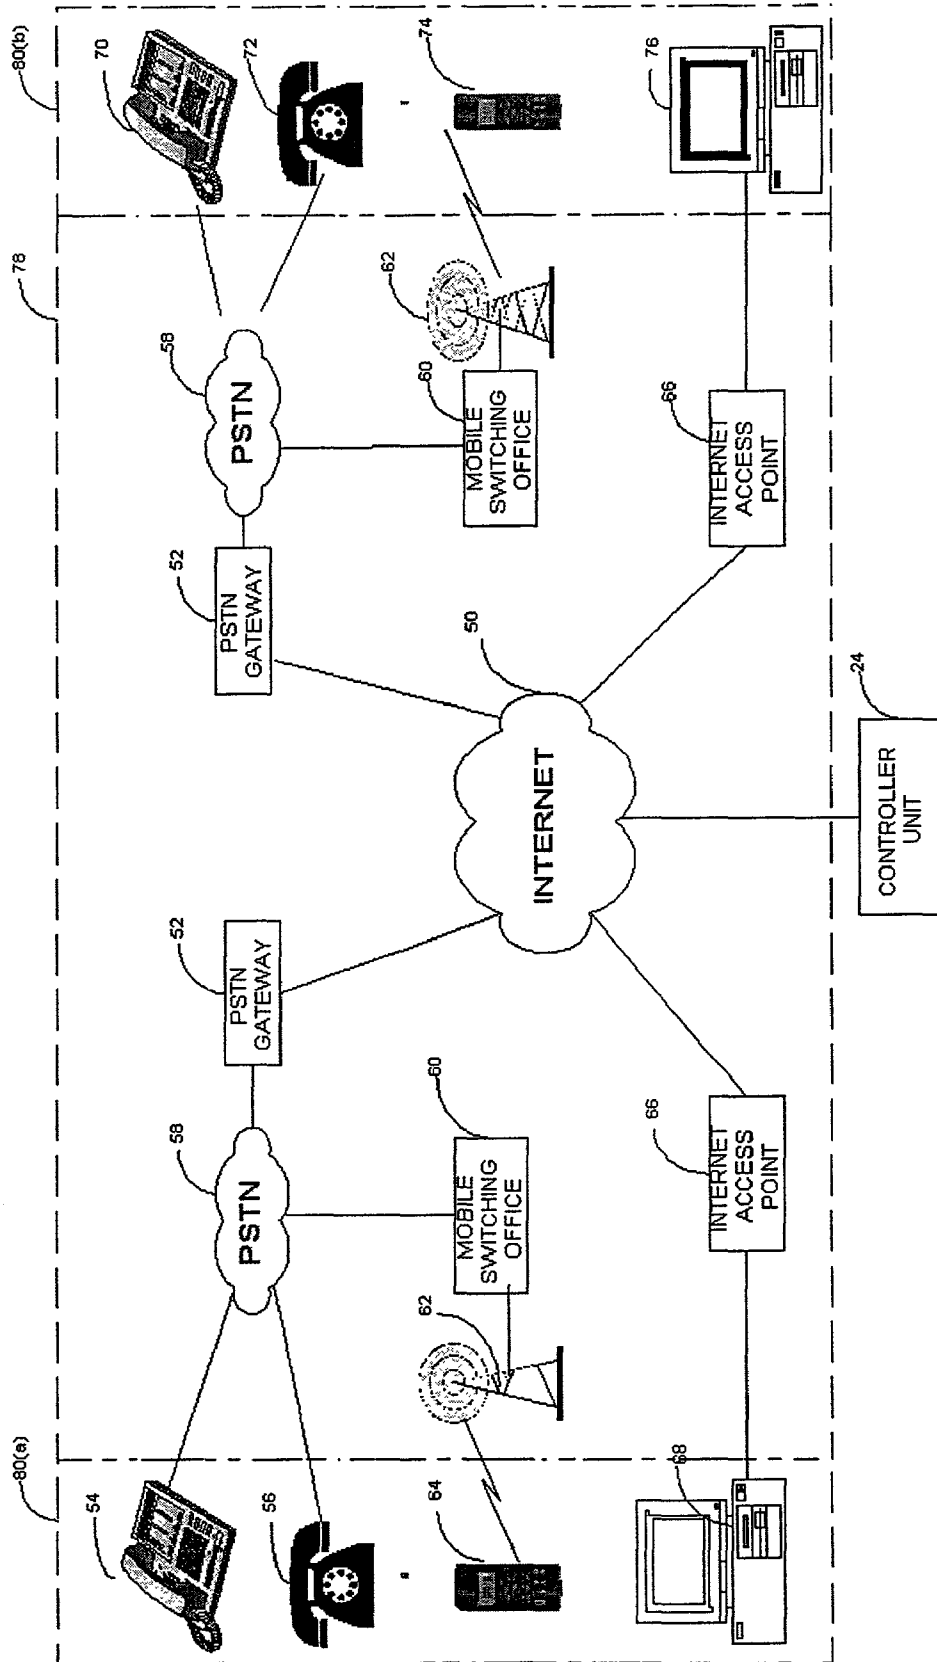 80(a)
78
80(b)
54
56
64
68
58
PSTN
52
PSTN
GATEWAY
60
MOBILE
SWITCHING
OFFICE
62
66
INTERNET
ACCESS
POINT
50
INTERNET
24
CONTROLLER
UNIT
52
PSTN
GATEWAY
58
PSTN
60
MOBILE
SWITCHING
OFFICE
62
66
INTERNET
ACCESS
POINT
70
72
74
76